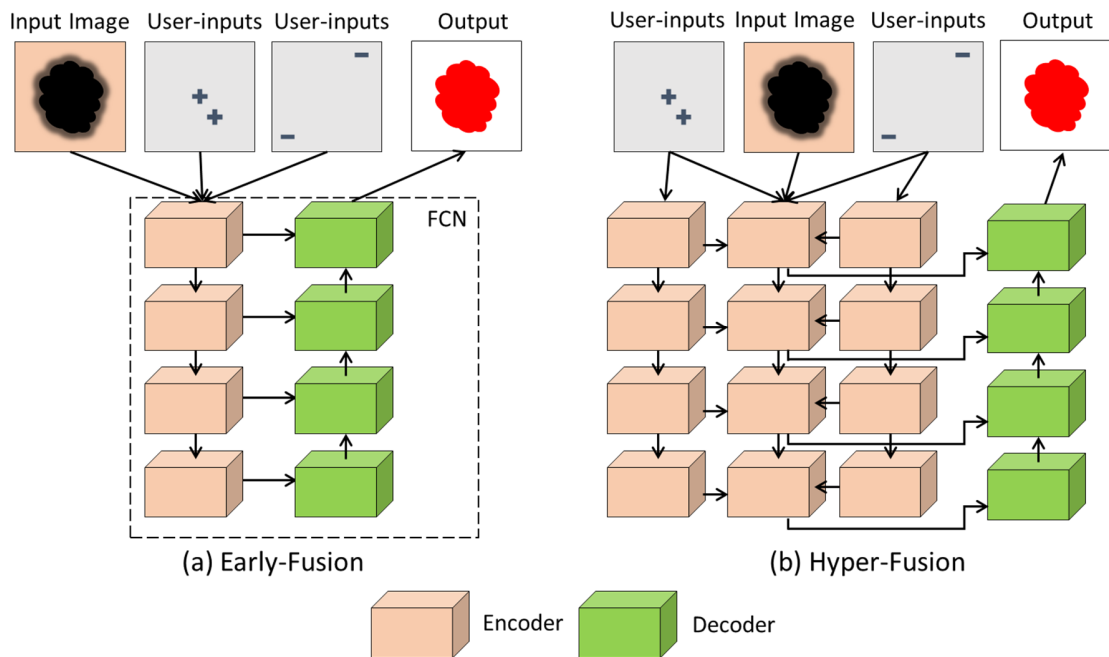 Input Image User-inputs User-inputs Output
User-inputs Input Image User-inputs Output
+ +
- -
+ +
- -
FCN
(a) Early-Fusion
(b) Hyper-Fusion
Encoder
Decoder